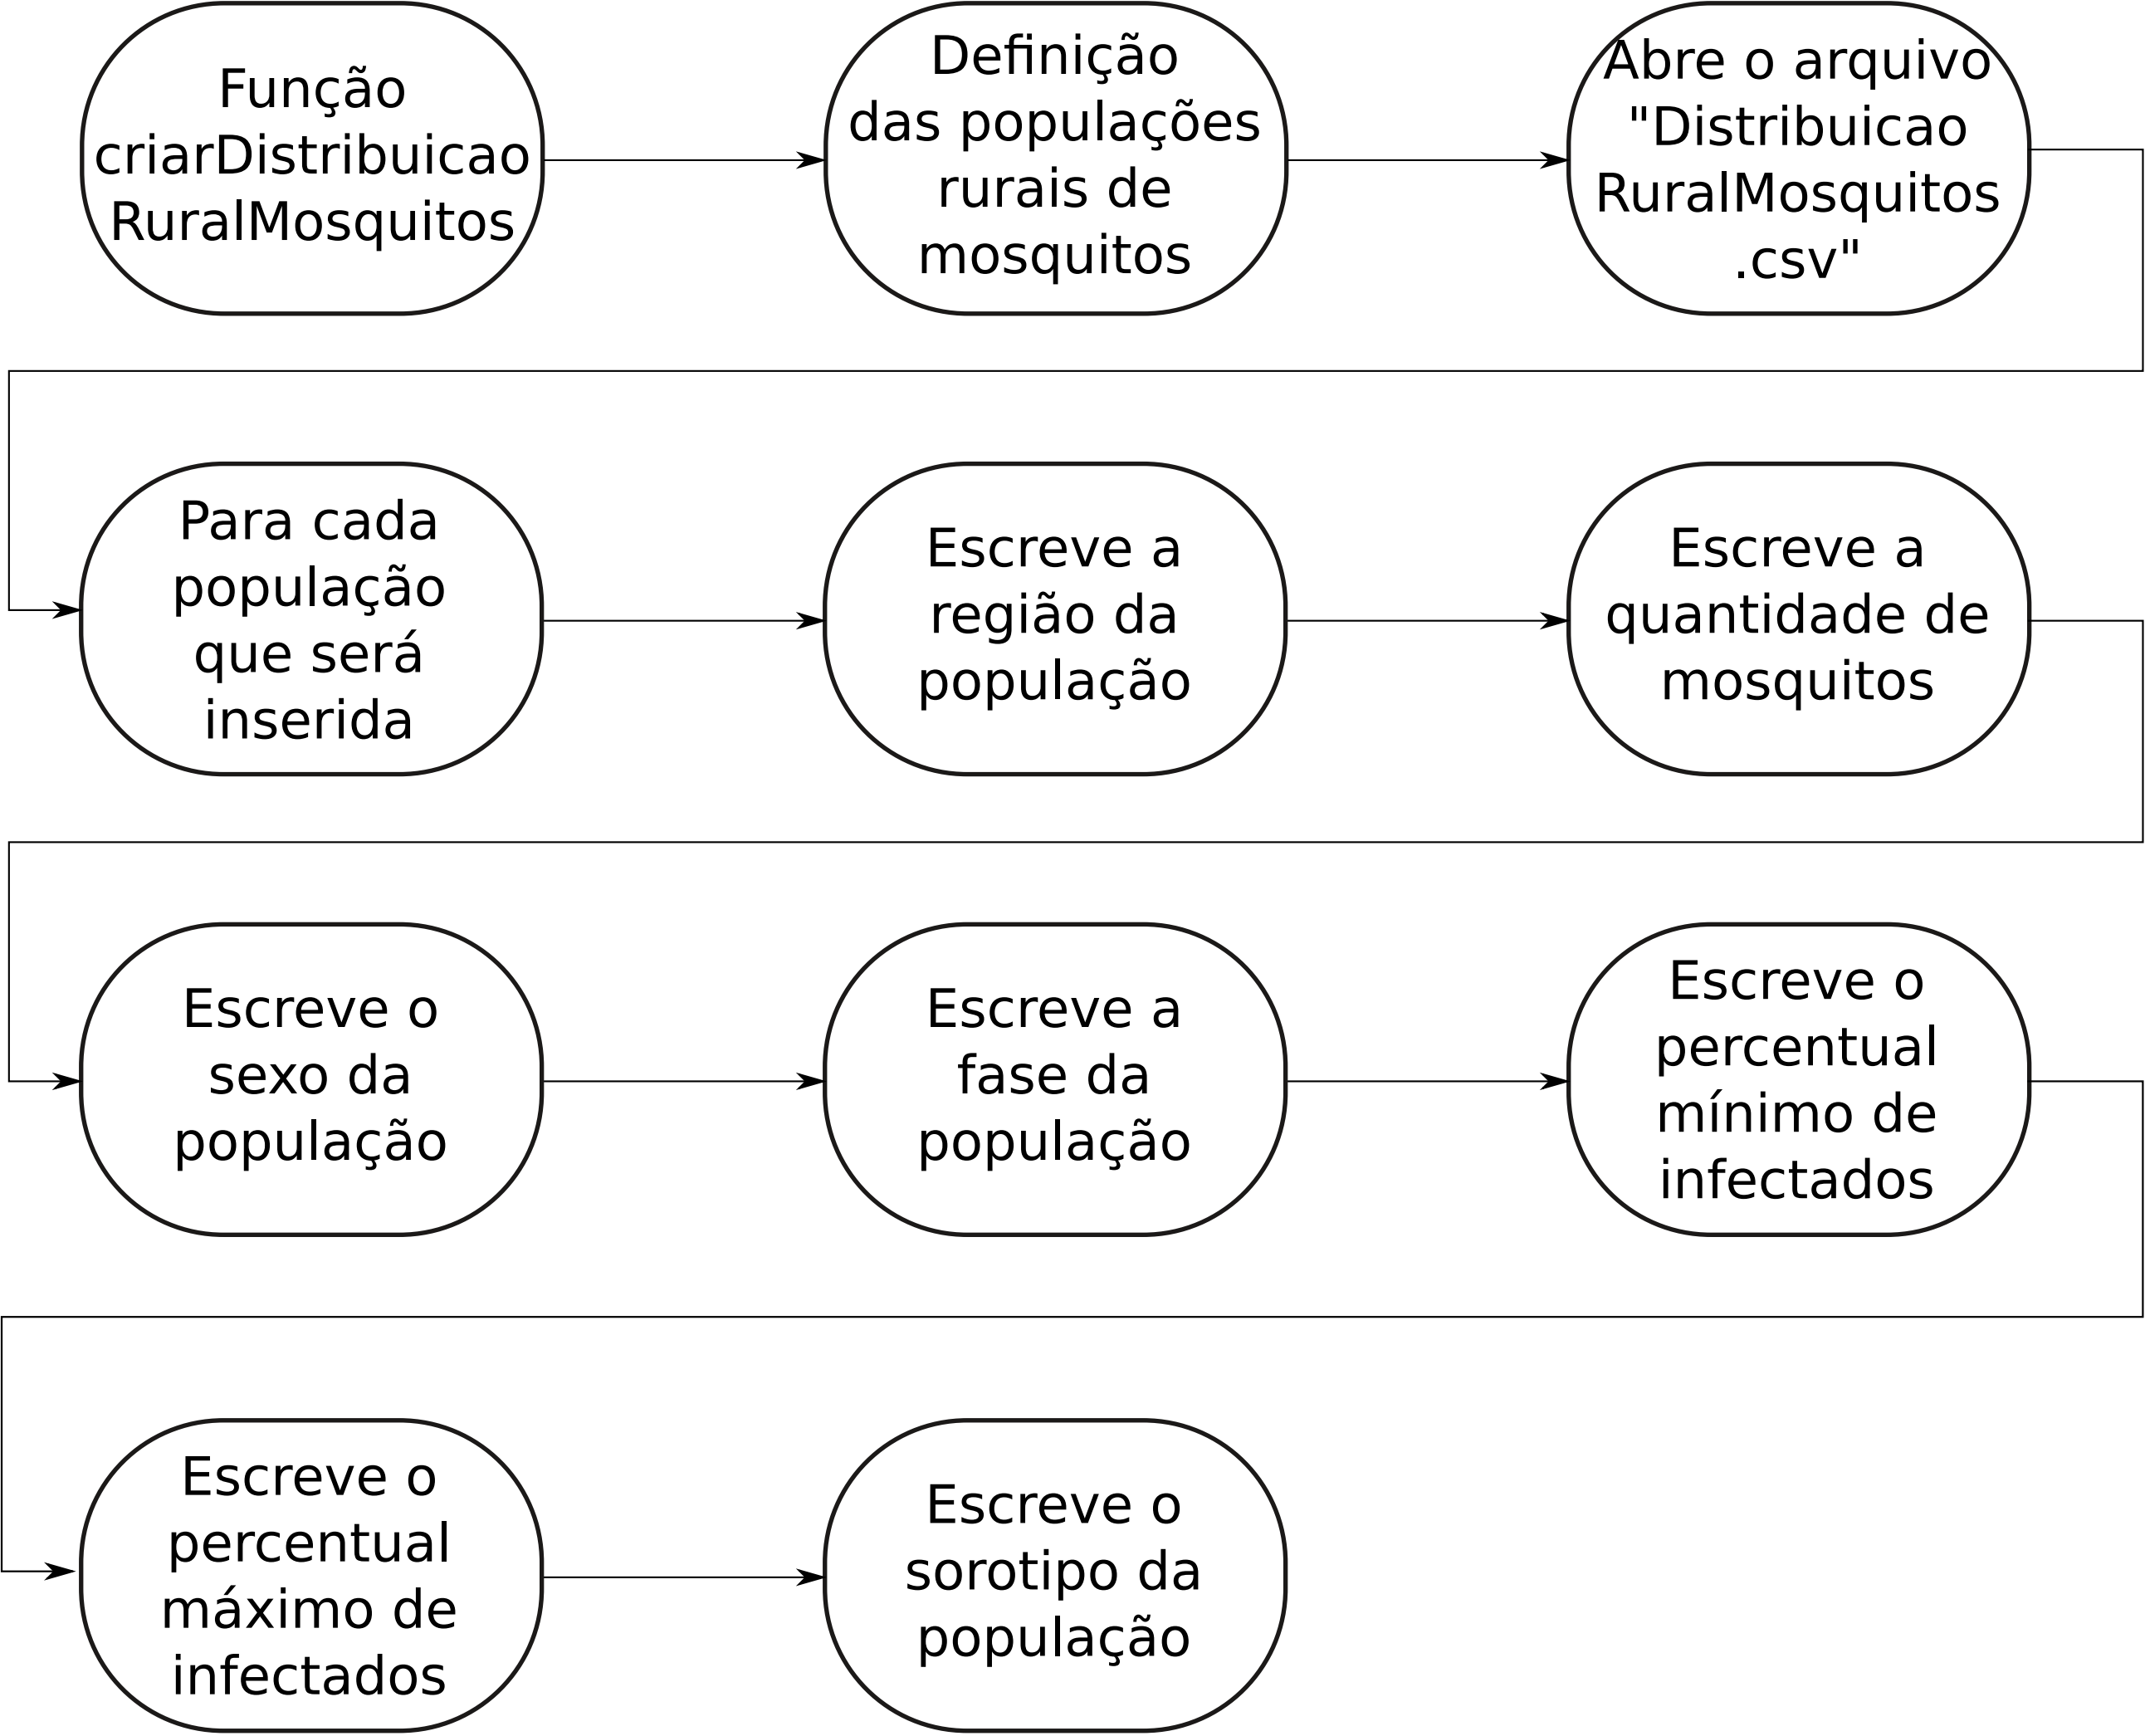 Função
criarDistribuicao
RuralMosquitos
Definição
das populações
rurais de
mosquitos
Abre o arquivo
"Distribuicao
RuralMosquitos
.csv"
Para cada
população
que será
inserida
Escreve a
região da
população
Escreve a
quantidade de
mosquitos
Escreve o
sexo da
população
Escreve a
fase da
população
Escreve o
percentual
mínimo de
infectados
Escreve o
percentual
máximo de
infectados
Escreve o
sorotipo da
população